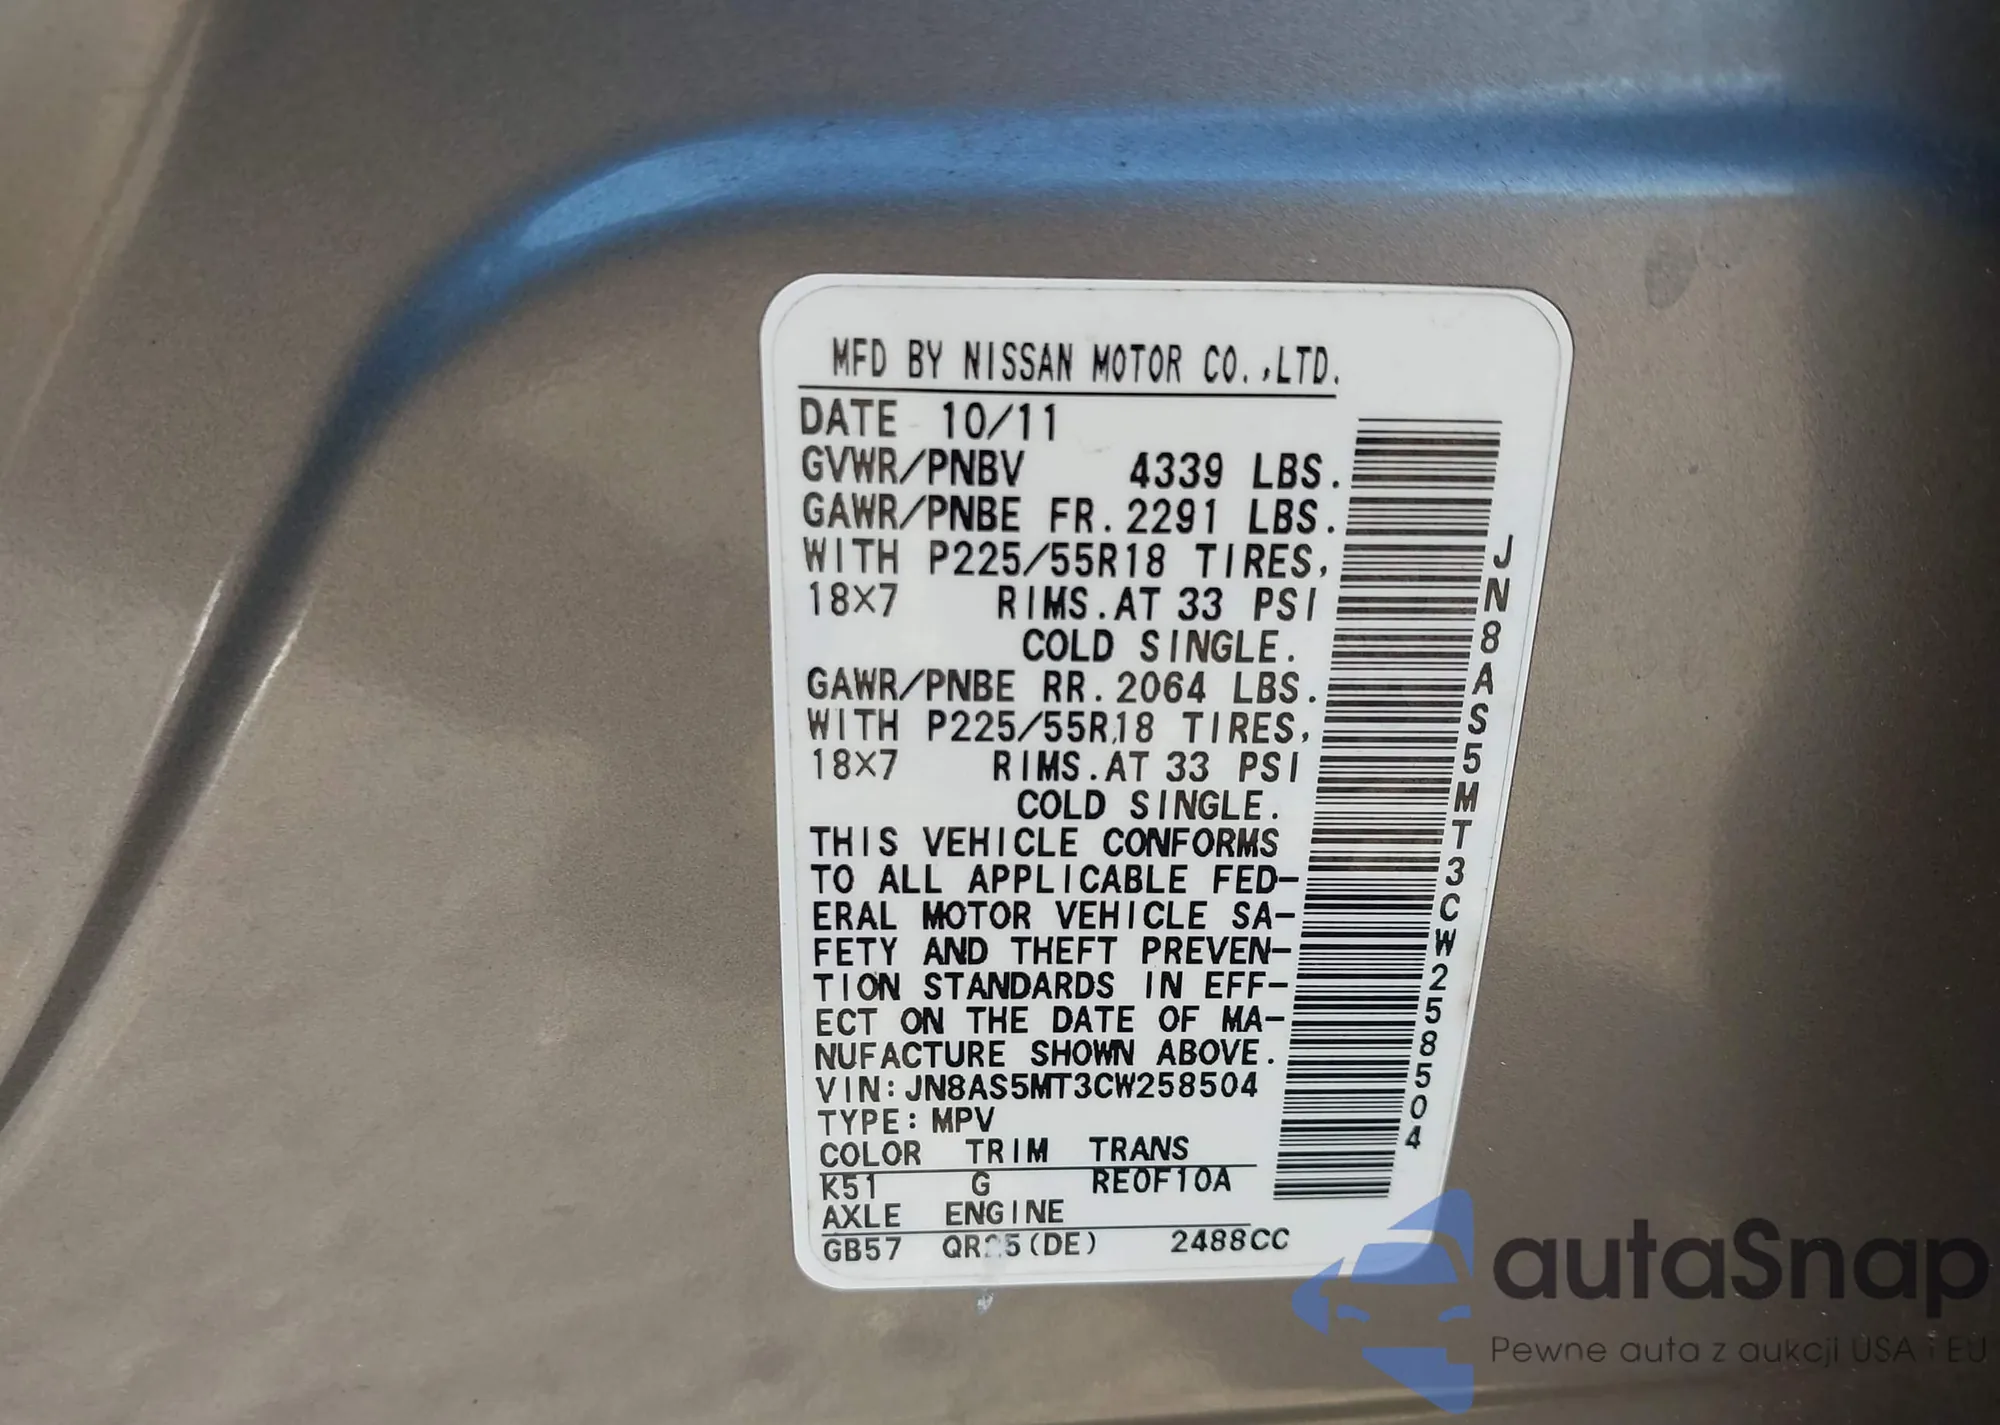 MFD BY NISSAN MOTOR CO.,LTD.
DATE 10/11
GVWR/PNBV 4339 LBS.
GAWR/PNBE FR. 2291 LBS.
WITH P225/55R18 TIRES,
18×7 RIMS.AT 33 PSI
COLD SINGLE.
GAWR/PNBE RR. 2064 LBS.
WITH P225/55R18 TIRES,
18×7 RIMS.AT 33 PSI
COLD SINGLE.
THIS VEHICLE CONFORMS
TO ALL APPLICABLE FED-
ERAL MOTOR VEHICLE SA-
FETY AND THEFT PREVEN-
TION STANDARDS IN EFF-
ECT ON THE DATE OF MA-
NUFACTURE SHOWN ABOVE.
VIN:JN8AS5MT3CW258504
TYPE:MPV
COLOR TRIM TRANS
K51 G RE0F10A
AXLE ENGINE
GB57 QR25(DE) 2488CC
JN8AS5MT3CW258504
autaSnap
Pewne auta z aukcji USA i EU